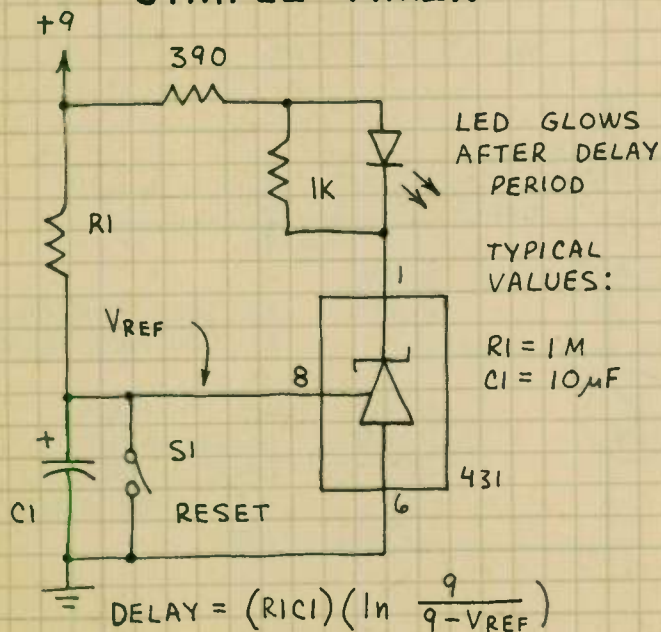 +9
390
LED GLOWS
AFTER DELAY
PERIOD
1K
R1
TYPICAL
VALUES:
1
VREF
R1 = 1M
C1 = 10µF
8
+
S1
431
C1
RESET
6
DELAY = (R1C1)(ln 9/9-VREF)